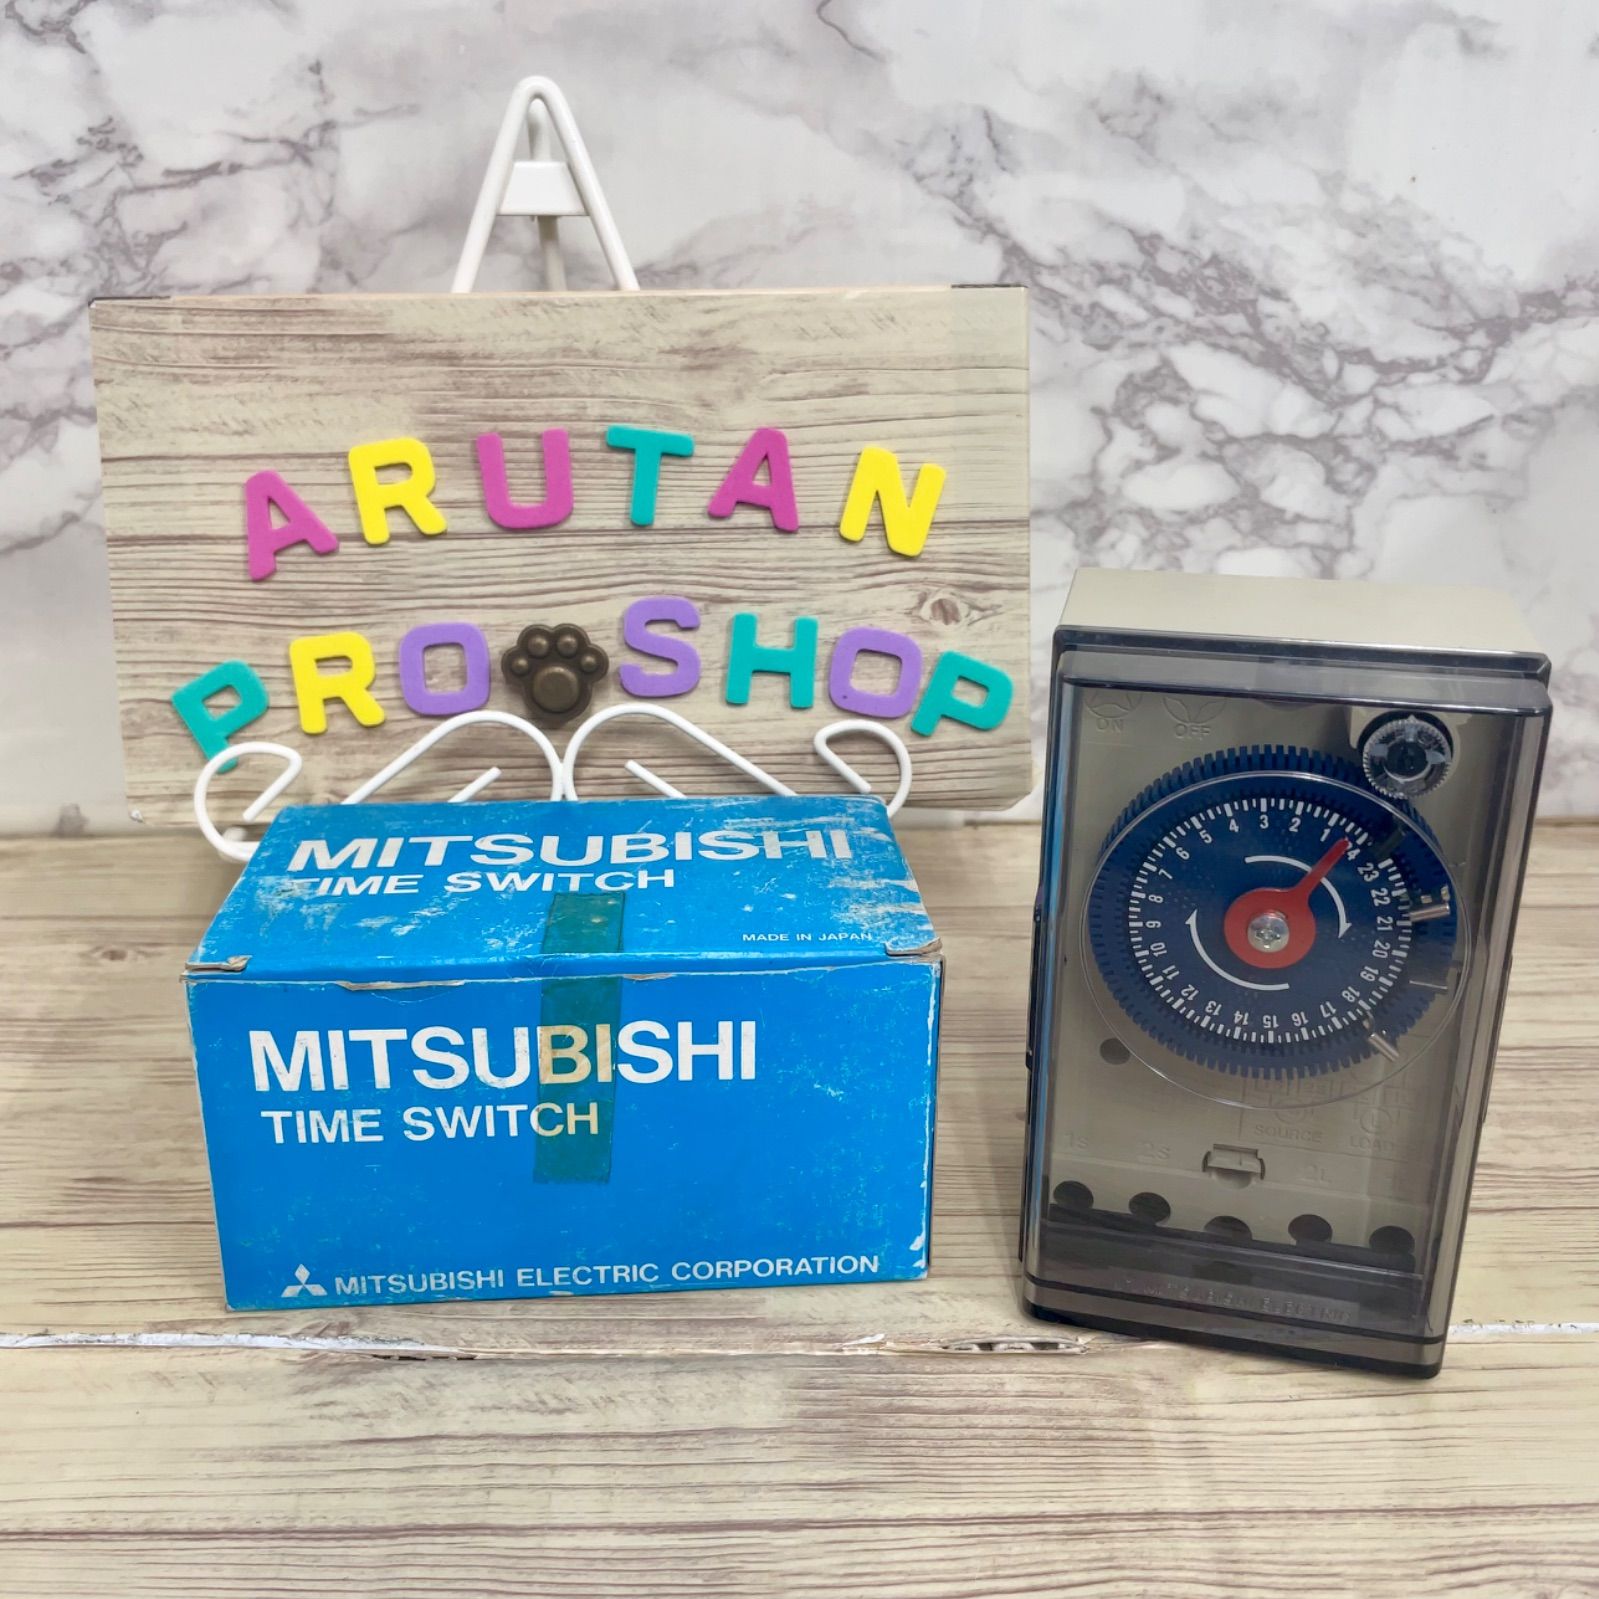 ARUTAN
PRO SHOP
MITSUBISHI
TIME SWITCH
MADE IN JAPAN
MITSUBISHI
TIME SWITCH
MITSUBISHI ELECTRIC CORPORATION
ON OFF
1 2 3 4 5 6 7 8 9 10 11 12 13 14 15 16 17 18 19 20 21 22 23 24
SOURCE LOAD
1S 2S 2L